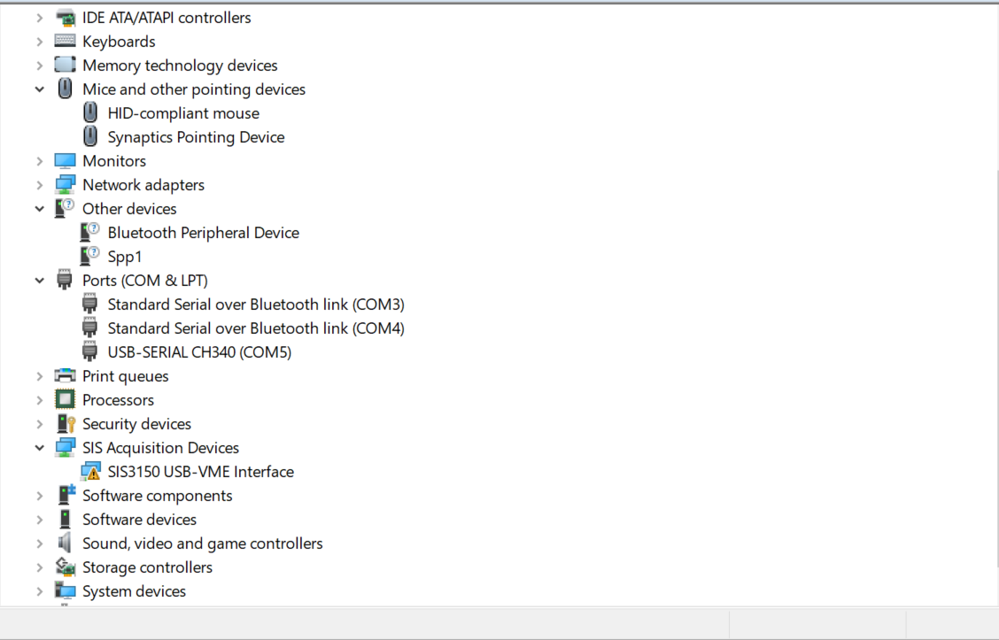 IDE ATA/ATAPI controllers
Keyboards
Memory technology devices
Mice and other pointing devices
HID-compliant mouse
Synaptics Pointing Device
Monitors
Network adapters
Other devices
Bluetooth Peripheral Device
Spp1
Ports (COM & LPT)
Standard Serial over Bluetooth link (COM3)
Standard Serial over Bluetooth link (COM4)
USB-SERIAL CH340 (COM5)
Print queues
Processors
Security devices
SIS Acquisition Devices
SIS3150 USB-VME Interface
Software components
Software devices
Sound, video and game controllers
Storage controllers
System devices